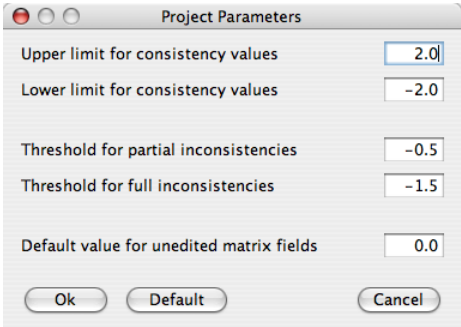 Project Parameters
Upper limit for consistency values 2.0
Lower limit for consistency values -2.0
Threshold for partial inconsistencies -0.5
Threshold for full inconsistencies -1.5
Default value for unedited matrix fields 0.0
Ok Default Cancel